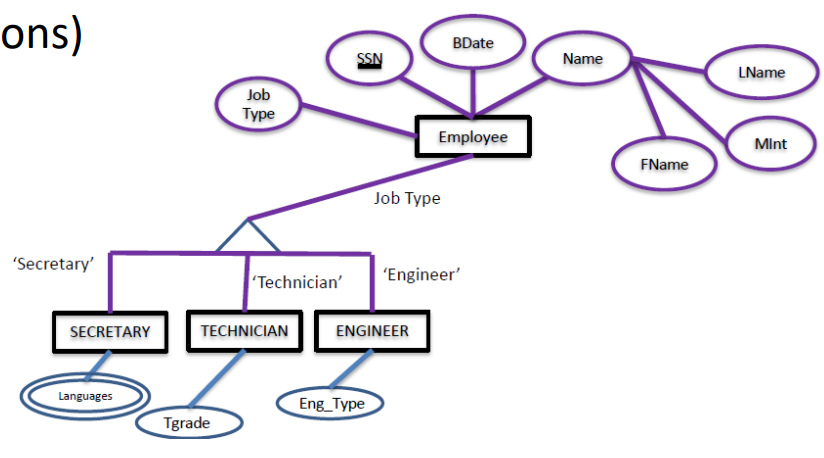 ons)
BDate
SSN
Name
LName
Job
Type
Employee
MInt
FName
Job Type
'Secretary'
'Technician'
'Engineer'
SECRETARY
TECHNICIAN
ENGINEER
Languages
Eng_Type
Tgrade